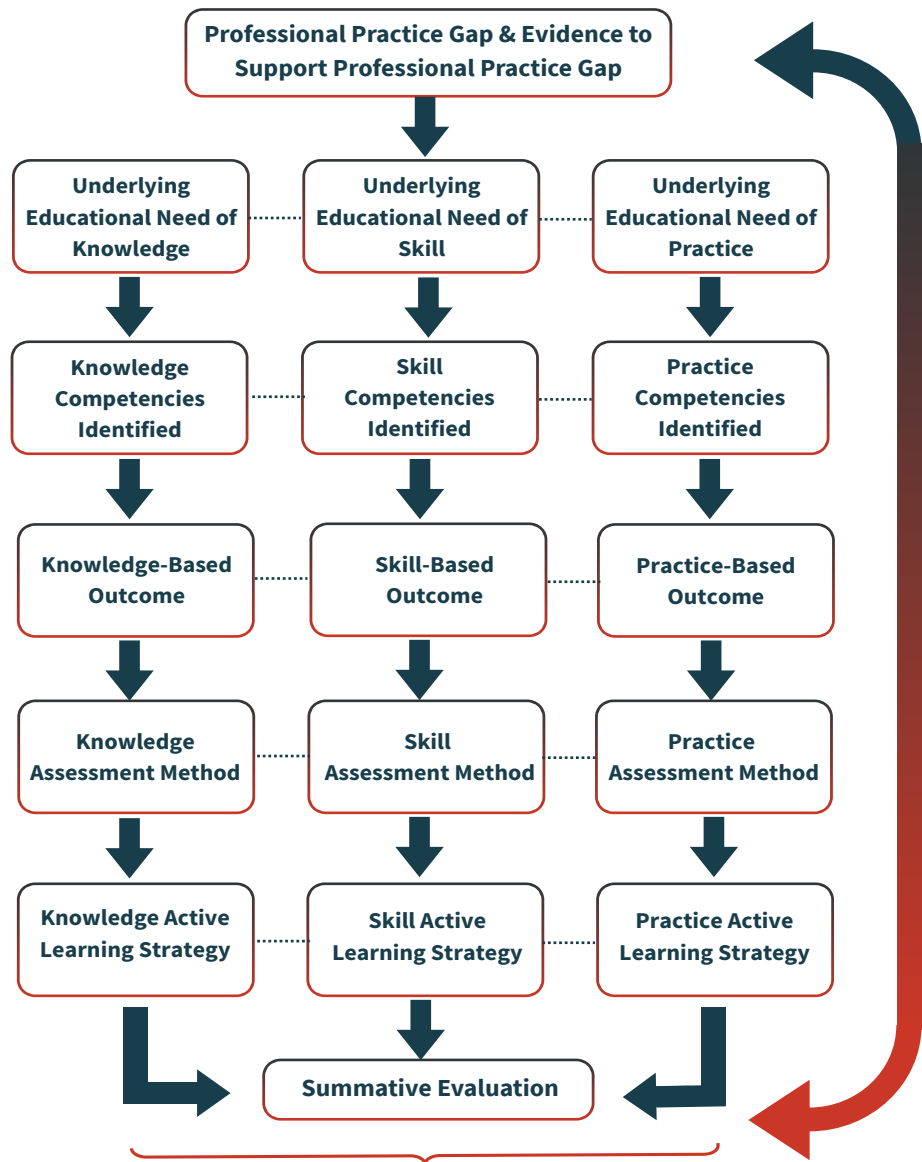 Professional Practice Gap & Evidence to
Support Professional Practice Gap
Underlying
Educational Need of
Knowledge
Underlying
Educational Need of
Skill
Underlying
Educational Need of
Practice
Knowledge
Competencies
Identified
Skill
Competencies
Identified
Practice
Competencies
Identified
Knowledge-Based
Outcome
Skill-Based
Outcome
Practice-Based
Outcome
Knowledge
Assessment Method
Skill
Assessment Method
Practice
Assessment Method
Knowledge Active
Learning Strategy
Skill Active
Learning Strategy
Practice Active
Learning Strategy
Summative Evaluation